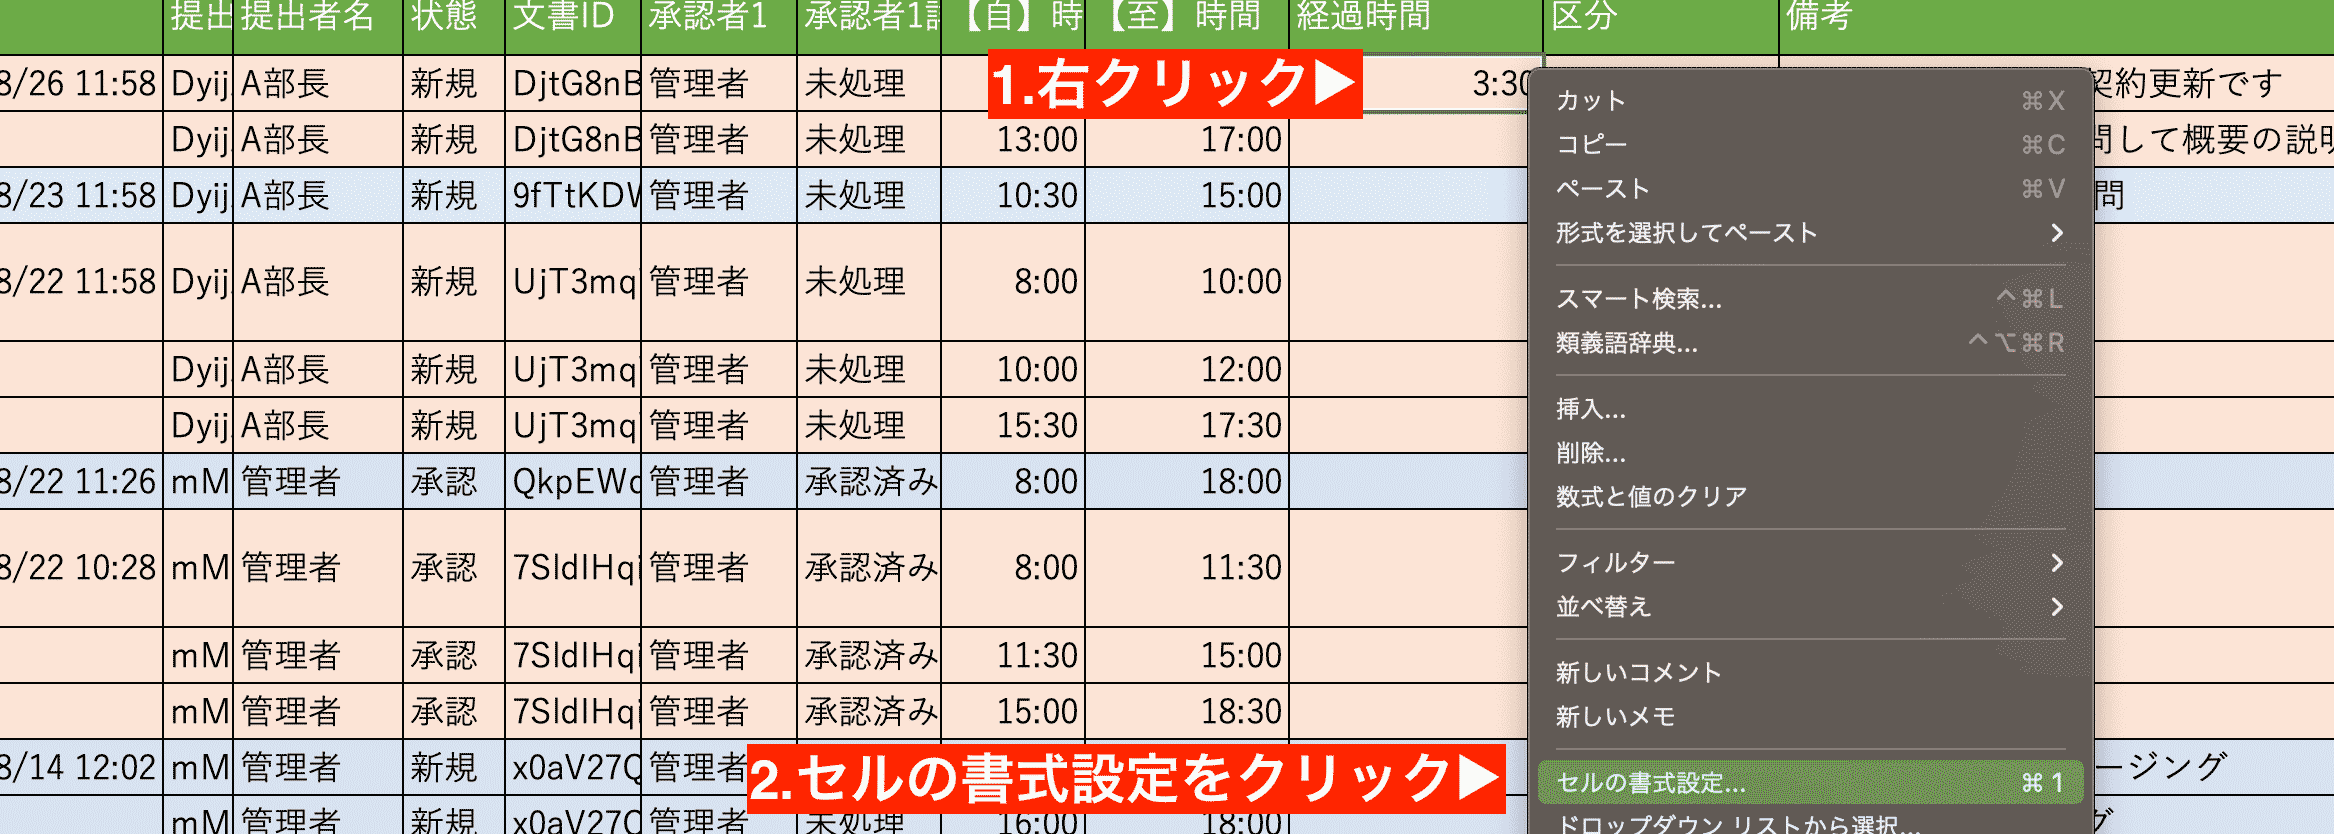 提出 提出者名 状態 文書ID 承認者1 承認者1 【自】時 【至】時間 経過時間 区分 備考
8/26 11:58 Dyij A部長 新規 DjtG8nB 管理者 未処理 1.右クリック▶ 3:30 契約更新です
Dyij A部長 新規 DjtG8nB 管理者 未処理 13:00 17:00 問して概要の説明
8/23 11:58 Dyij A部長 新規 9fTtKDW 管理者 未処理 10:30 15:00 問
8/22 11:58 Dyij A部長 新規 UjT3mq 管理者 未処理 8:00 10:00
Dyij A部長 新規 UjT3mq 管理者 未処理 10:00 12:00
Dyij A部長 新規 UjT3mq 管理者 未処理 15:30 17:30
8/22 11:26 mM 管理者 承認 QkpEWd 管理者 承認済み 8:00 18:00
8/22 10:28 mM 管理者 承認 7SldIHqi 管理者 承認済み 8:00 11:30
mM 管理者 承認 7SldIHqi 管理者 承認済み 11:30 15:00
mM 管理者 承認 7SldIHqi 管理者 承認済み 15:00 18:30
8/14 12:02 mM 管理者 新規 x0aV27Q 管理者 2.セルの書式設定をクリック▶ ージング
mM 管理者 新規 x0aV27Q 管理者 未処理 16:00 18:00 グ
カット ⌘X
コピー ⌘C
ペースト ⌘V
形式を選択してペースト
スマート検索... ^⌘L
類義語辞典... ^⌥⌘R
挿入...
削除...
数式と値のクリア
フィルター
並べ替え
新しいコメント
新しいメモ
セルの書式設定... ⌘1
ドロップダウン リストから選択...